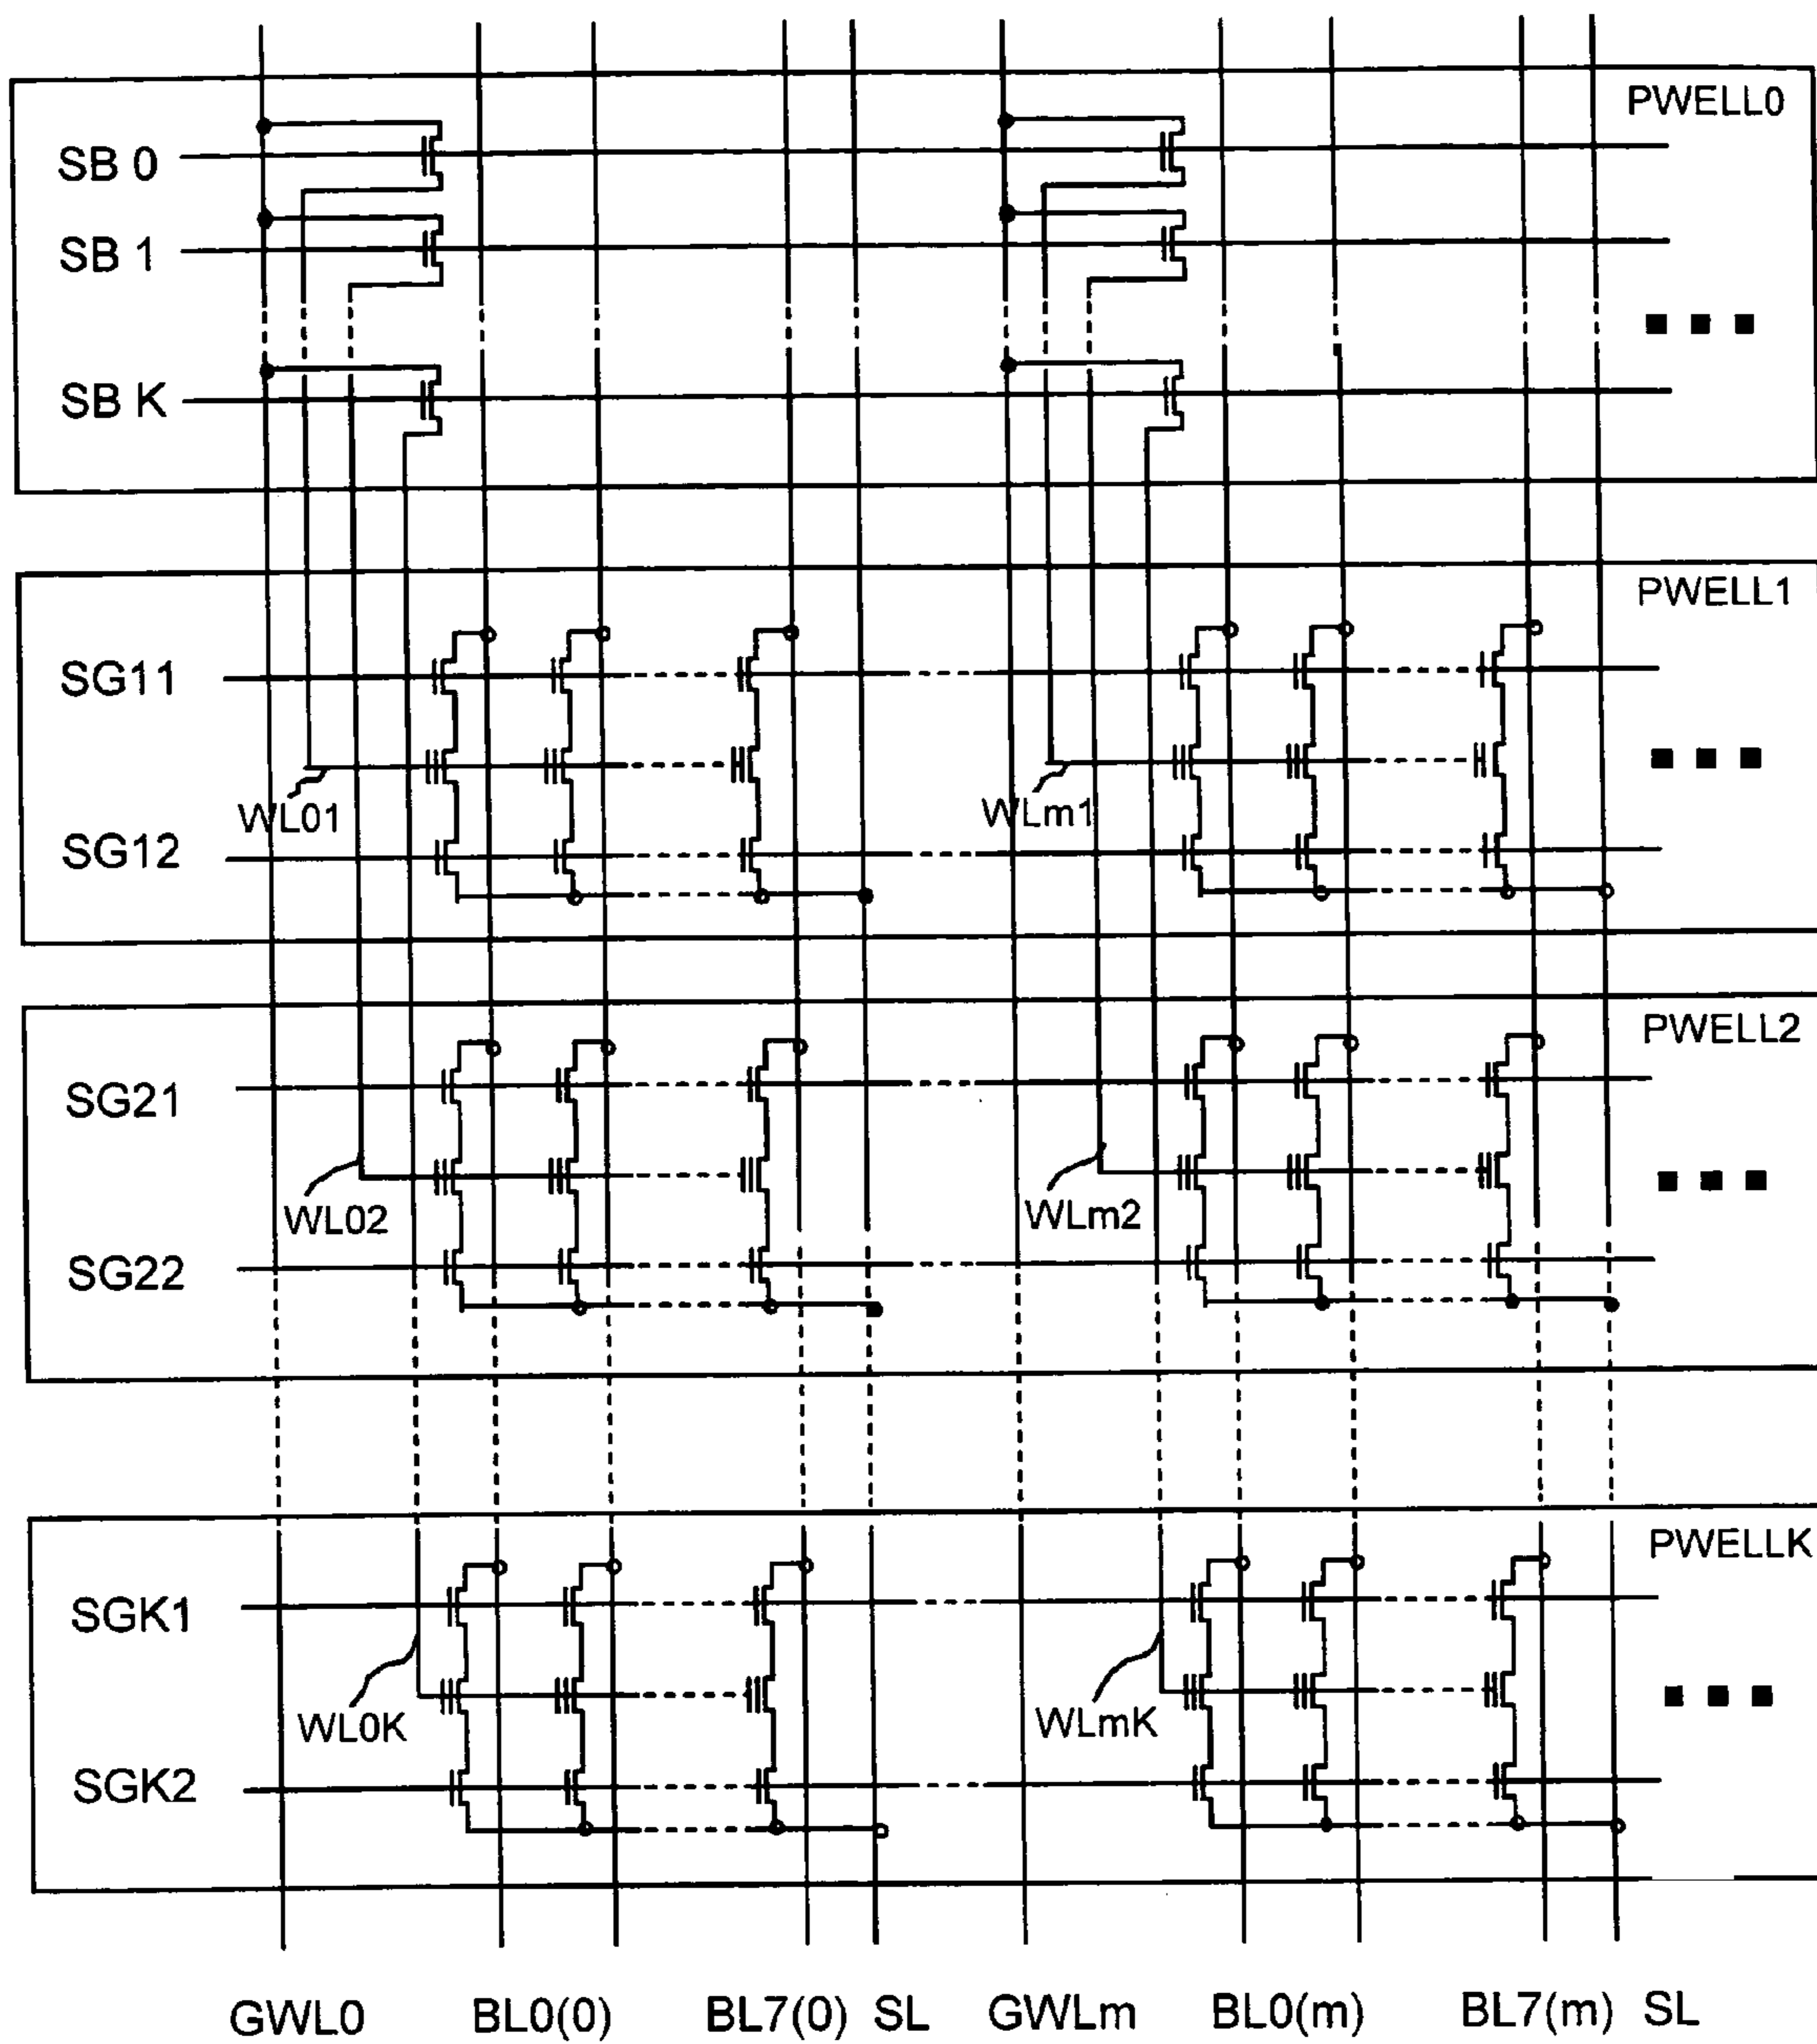 PWELL0
SB 0
SB 1
SB K
PWELL1
SG11
WL01
WLm1
SG12
PWELL2
SG21
WL02
WLm2
SG22
PWELLK
SGK1
WL0K
WLmK
SGK2
GWL0 BL0(0) BL7(0) SL GWLm BL0(m) BL7(m) SL